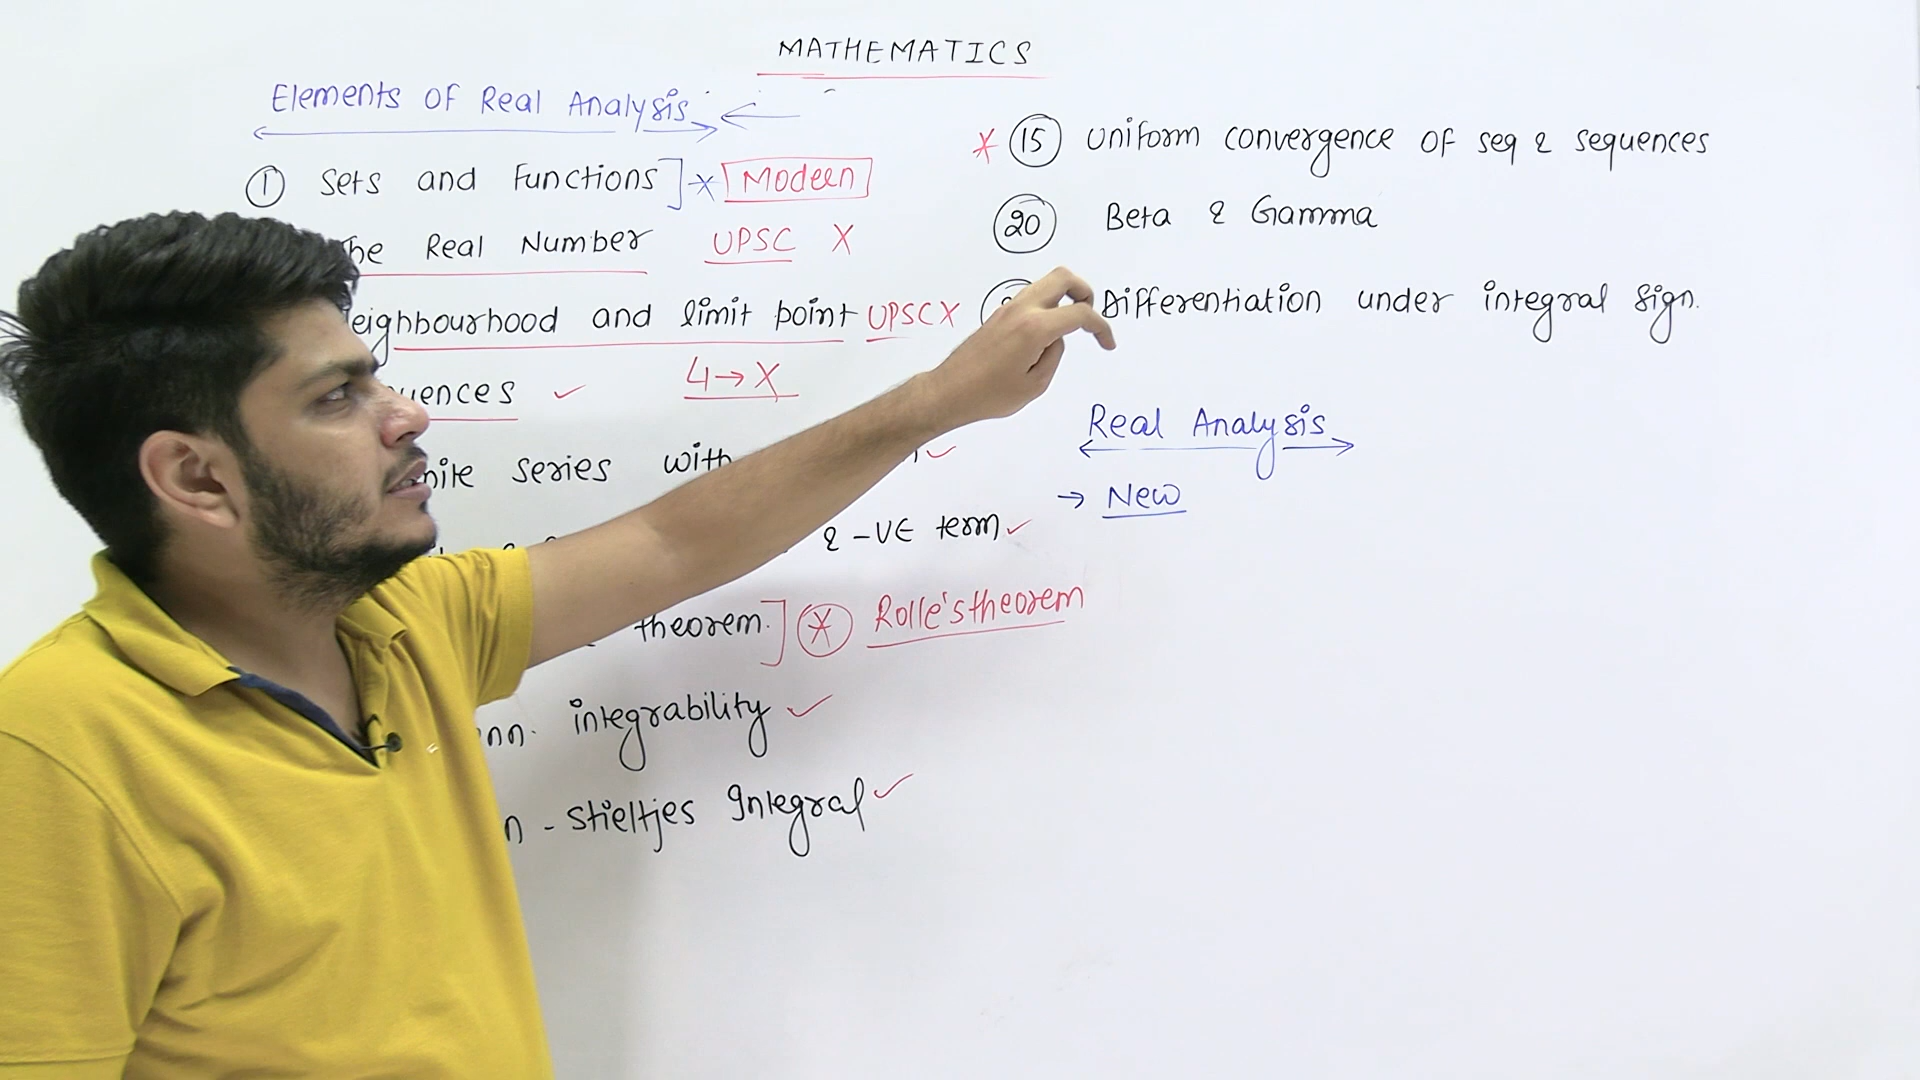 MATHEMATICS
Elements of Real Analysis
① Sets and Functions ] * Modern
The Real Number UPSC X
eighbourhood and limit point UPSC X
uences ✓ 4 → X
nite series with ✓
& -VE term ✓
theorem. ] * Rolle's theorem
nn. integrability ✓
n - Stieltjes Integral ✓
* 15 Uniform convergence of seq & sequences
20 Beta & Gamma
Differentiation under integral sign.
Real Analysis
→ New